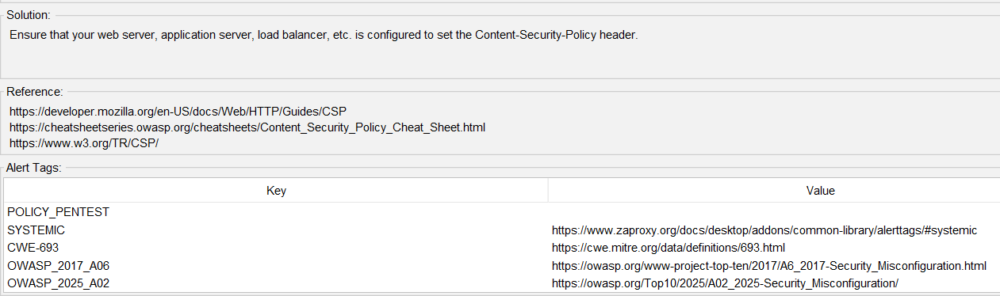 Solution:
Ensure that your web server, application server, load balancer, etc. is configured to set the Content-Security-Policy header.
Reference:
https://developer.mozilla.org/en-US/docs/Web/HTTP/Guides/CSP
https://cheatsheetseries.owasp.org/cheatsheets/Content_Security_Policy_Cheat_Sheet.html
https://www.w3.org/TR/CSP/
Alert Tags:
Key Value
POLICY_PENTEST
SYSTEMIC https://www.zaproxy.org/docs/desktop/addons/common-library/alerttags/#systemic
CWE-693 https://cwe.mitre.org/data/definitions/693.html
OWASP_2017_A06 https://owasp.org/www-project-top-ten/2017/A6_2017-Security_Misconfiguration.html
OWASP_2025_A02 https://owasp.org/Top10/2025/A02_2025-Security_Misconfiguration/